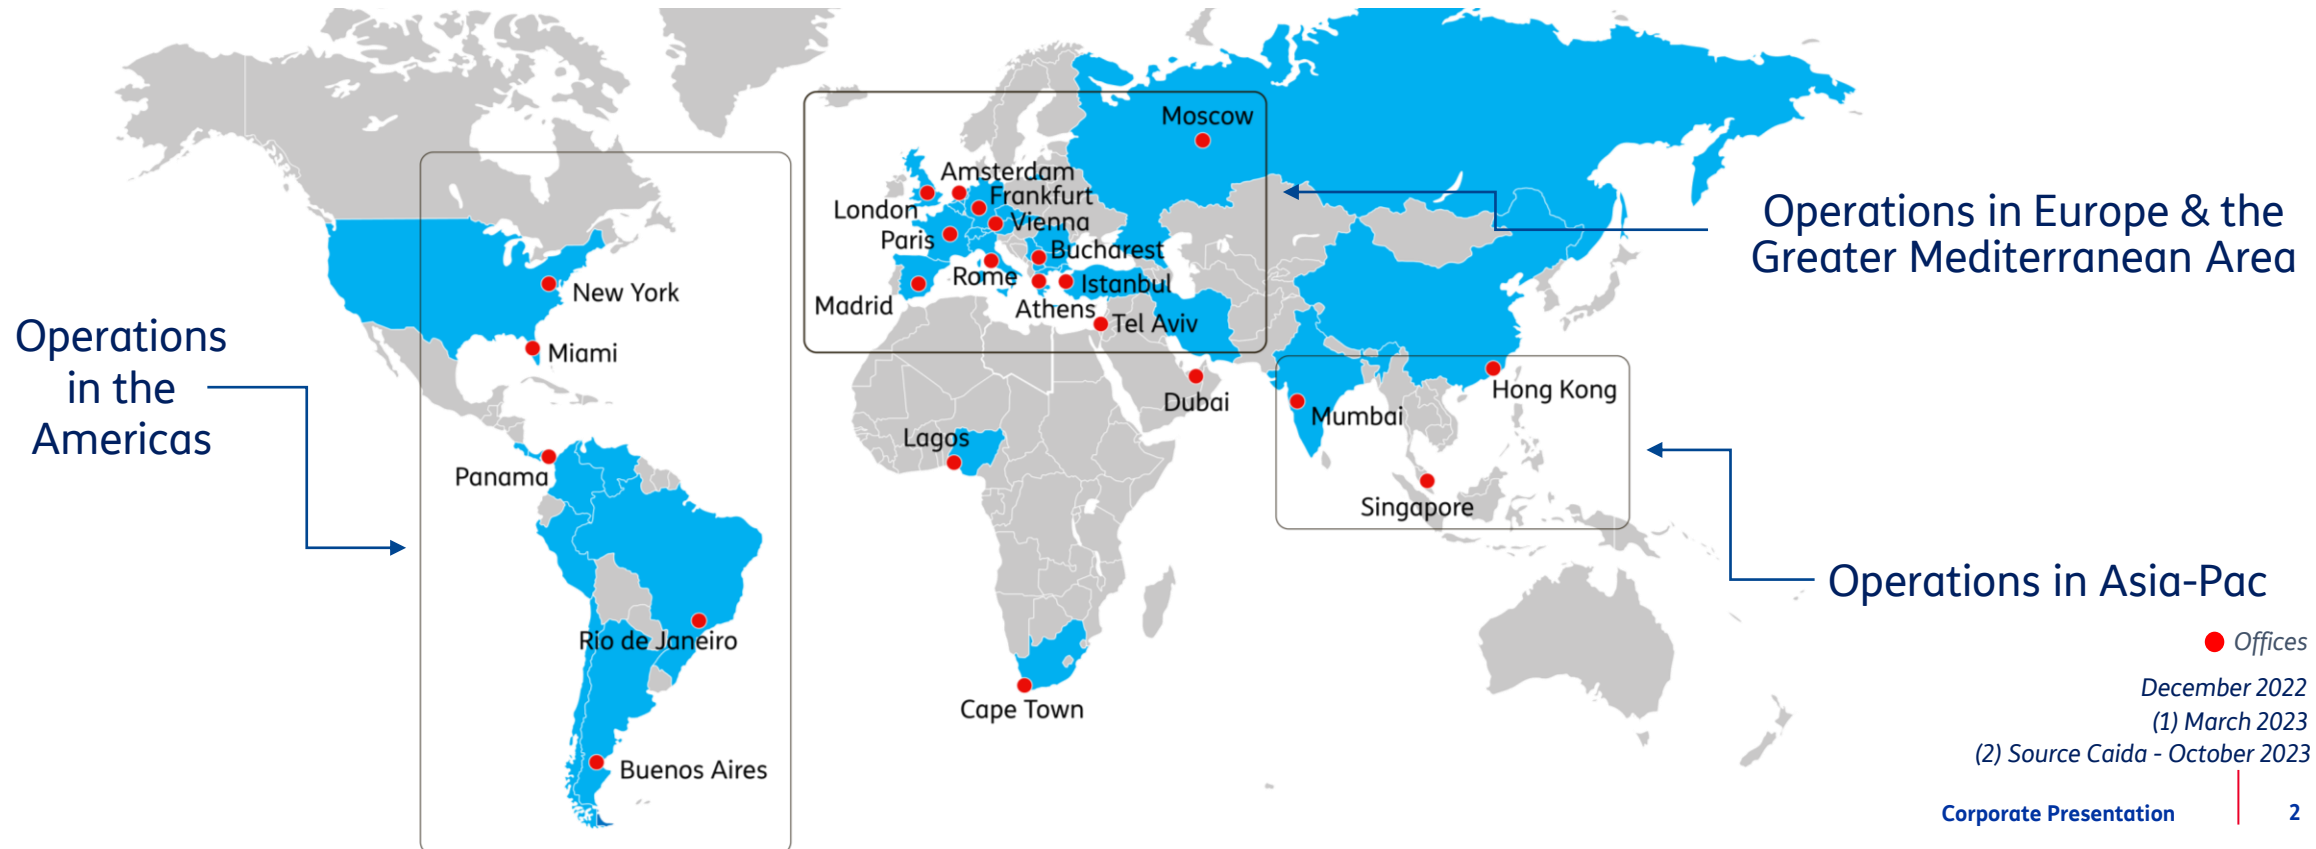 Moscow
Amsterdam
Frankfurt
London
Vienna
Paris
Bucharest
Rome
Istanbul
Madrid
Athens
Tel Aviv
Operations in Europe & the
Greater Mediterranean Area
New York
Miami
Operations
in the
Americas
Panama
Rio de Janeiro
Buenos Aires
Dubai
Lagos
Cape Town
Hong Kong
Mumbai
Singapore
Operations in Asia-Pac
Offices
December 2022
(1) March 2023
(2) Source Caida - October 2023
Corporate Presentation 2